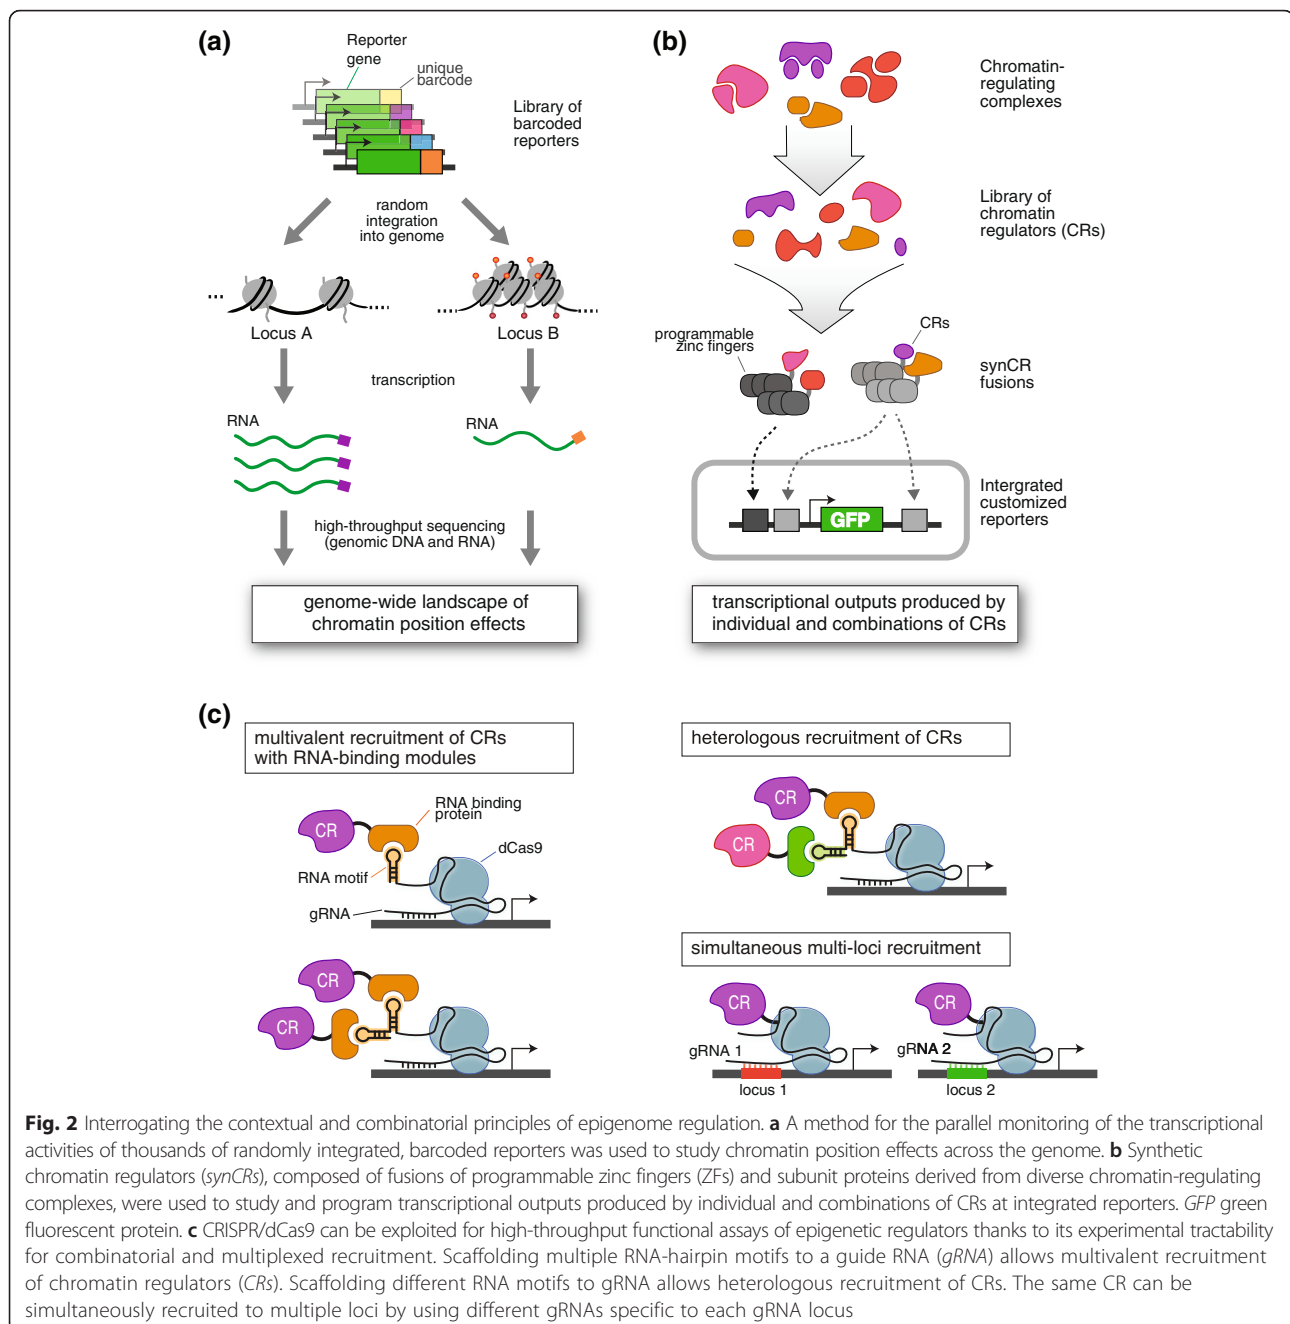 (a)
Reporter
gene
unique
barcode
Library of
barcoded
reporters
random
integration
into genome
Locus A
Locus B
transcription
RNA
RNA
high-throughput sequencing
(genomic DNA and RNA)
genome-wide landscape of
chromatin position effects
(b)
Chromatin-
regulating
complexes
Library of
chromatin
regulators (CRs)
programmable
zinc fingers
CRs
synCR
fusions
GFP
Intergrated
customized
reporters
transcriptional outputs produced by
individual and combinations of CRs
(c)
multivalent recruitment of CRs
with RNA-binding modules
CR
RNA binding
protein
dCas9
RNA motif
gRNA
CR
CR
heterologous recruitment of CRs
CR
CR
simultaneous multi-loci recruitment
CR
gRNA 1
locus 1
CR
gRNA 2
locus 2
Fig. 2 Interrogating the contextual and combinatorial principles of epigenome regulation. a A method for the parallel monitoring of the transcriptional
activities of thousands of randomly integrated, barcoded reporters was used to study chromatin position effects across the genome. b Synthetic
chromatin regulators (synCRs), composed of fusions of programmable zinc fingers (ZFs) and subunit proteins derived from diverse chromatin-regulating
complexes, were used to study and program transcriptional outputs produced by individual and combinations of CRs at integrated reporters. GFP green
fluorescent protein. c CRISPR/dCas9 can be exploited for high-throughput functional assays of epigenetic regulators thanks to its experimental tractability
for combinatorial and multiplexed recruitment. Scaffolding multiple RNA-hairpin motifs to a guide RNA (gRNA) allows multivalent recruitment
of chromatin regulators (CRs). Scaffolding different RNA motifs to gRNA allows heterologous recruitment of CRs. The same CR can be
simultaneously recruited to multiple loci by using different gRNAs specific to each gRNA locus